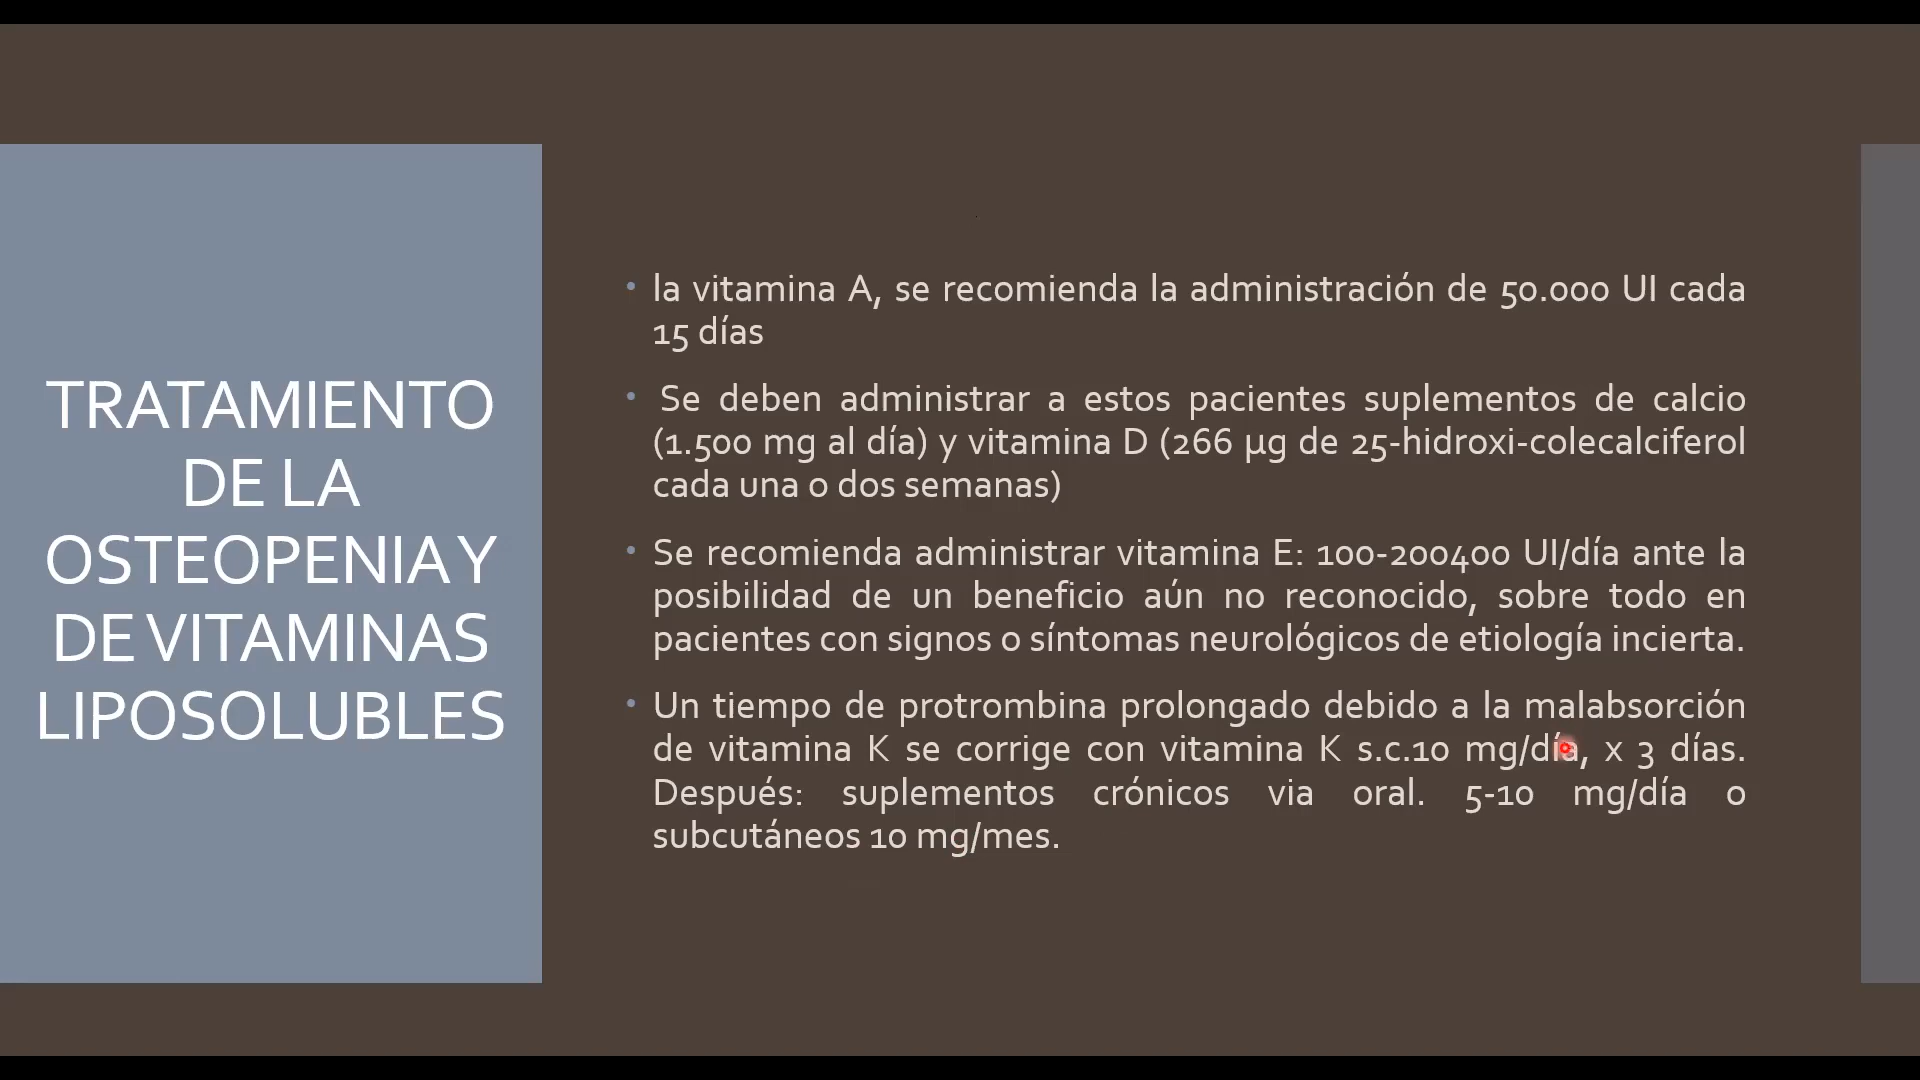 TRATAMIENTO
DE LA
OSTEOPENIA Y
DE VITAMINAS
LIPOSOLUBLES
• la vitamina A, se recomienda la administración de 50.000 UI cada
15 días
• Se deben administrar a estos pacientes suplementos de calcio
(1.500 mg al día) y vitamina D (266 µg de 25-hidroxi-colecalciferol
cada una o dos semanas)
• Se recomienda administrar vitamina E: 100-200400 UI/día ante la
posibilidad de un beneficio aún no reconocido, sobre todo en
pacientes con signos o síntomas neurológicos de etiología incierta.
• Un tiempo de protrombina prolongado debido a la malabsorción
de vitamina K se corrige con vitamina K s.c.10 mg/día, x 3 días.
Después: suplementos crónicos via oral. 5-10 mg/día o
subcutáneos 10 mg/mes.